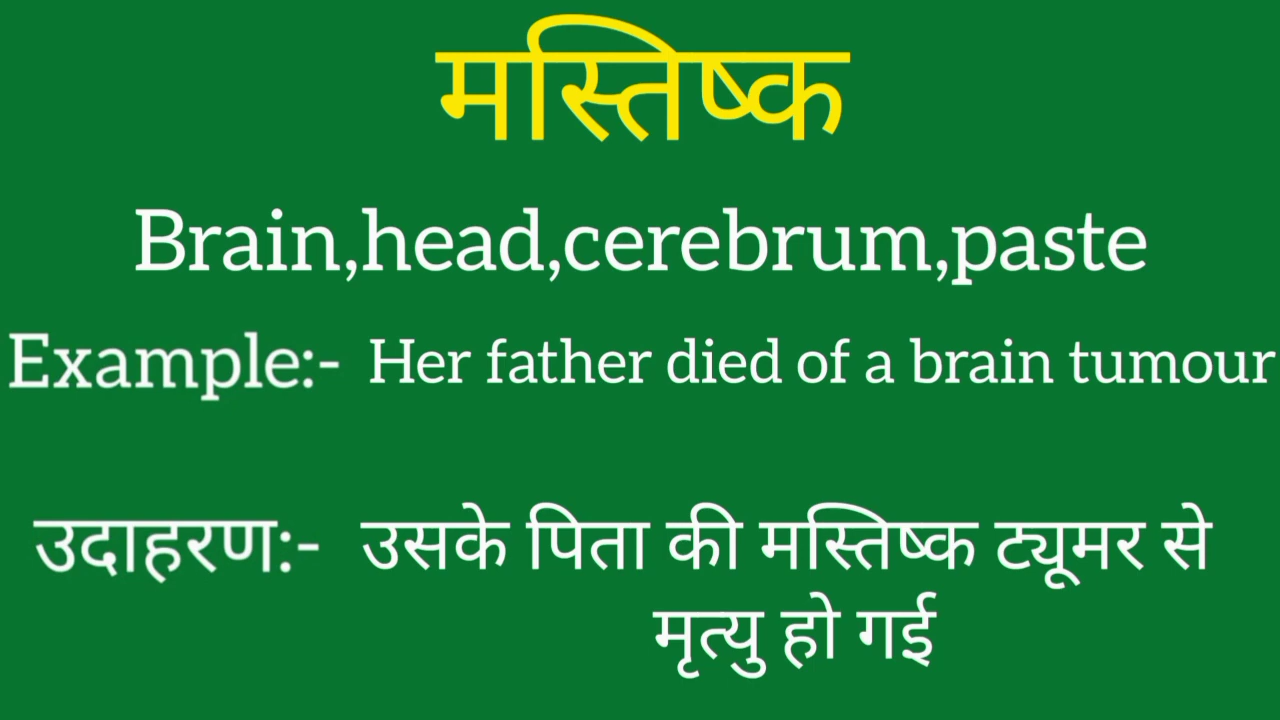 मस्तिष्क
Brain,head,cerebrum,paste
Example:- Her father died of a brain tumour
उदाहरण:- उसके पिता की मस्तिष्क ट्यूमर से
मृत्यु हो गई